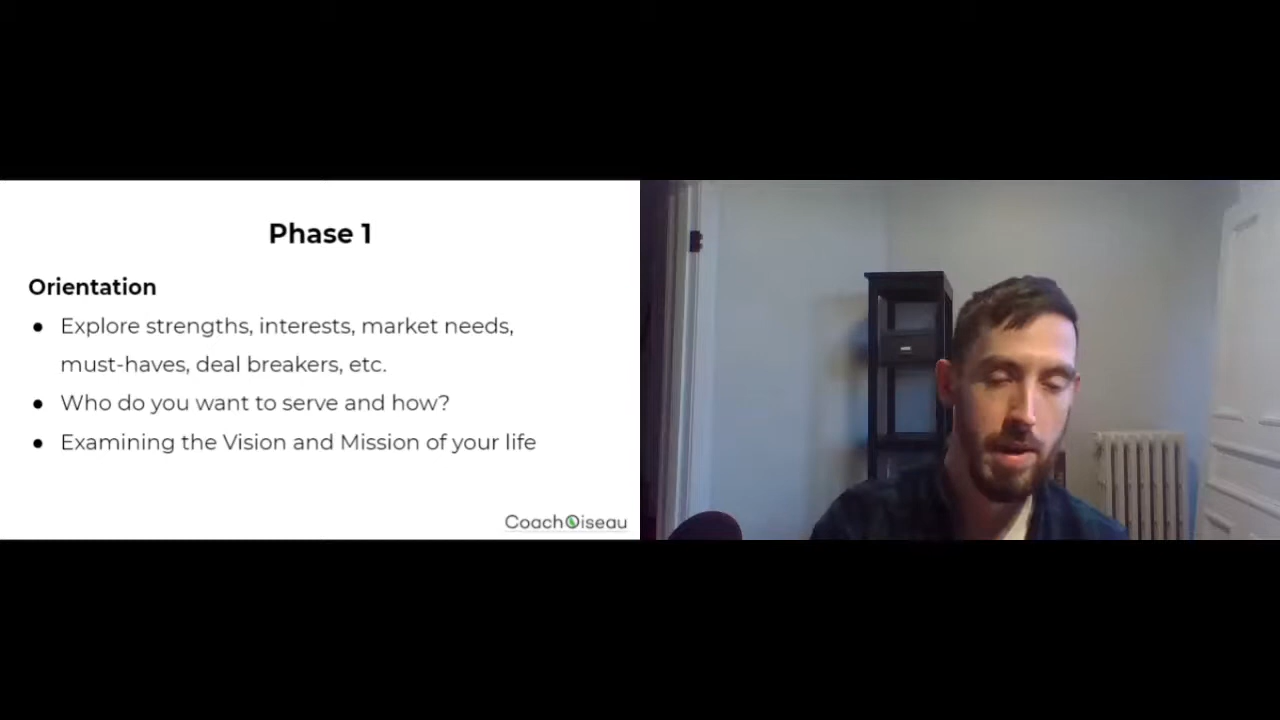 Phase 1
Orientation
● Explore strengths, interests, market needs,
must-haves, deal breakers, etc.
● Who do you want to serve and how?
● Examining the Vision and Mission of your life
CoachOiseau